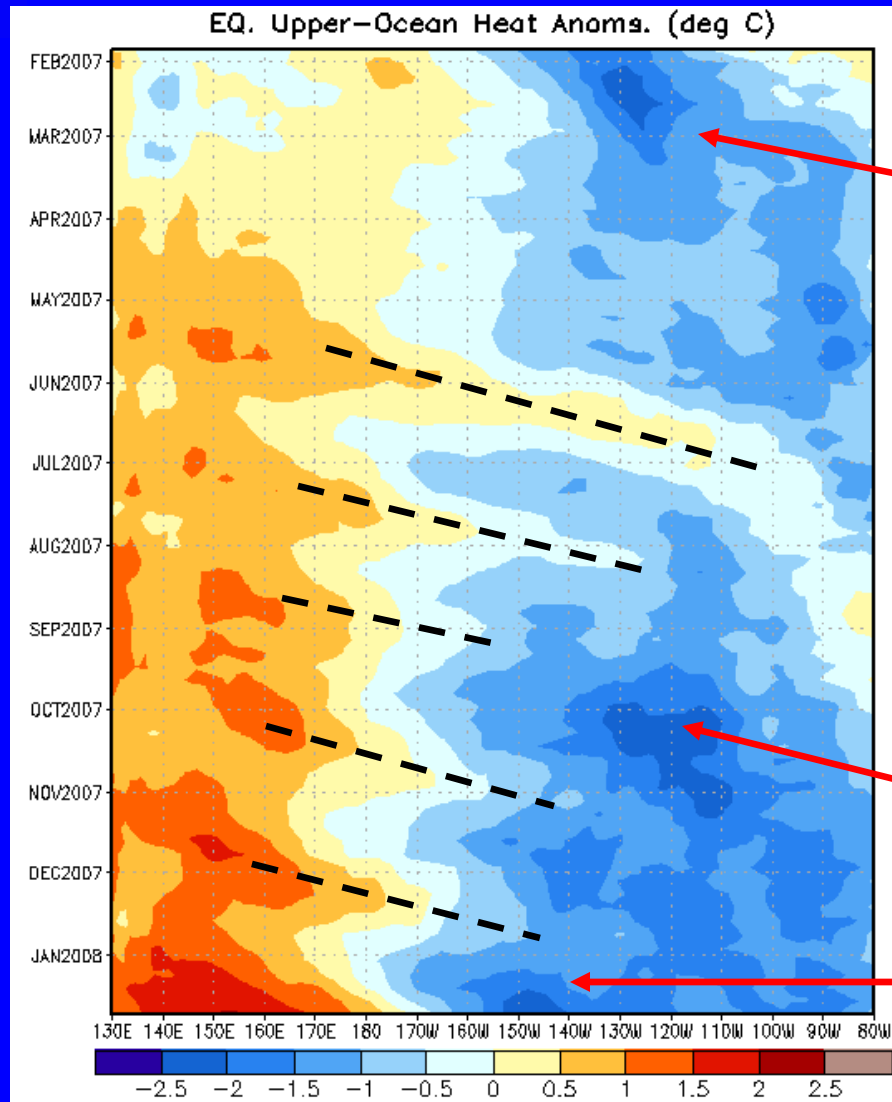 EQ. Upper-Ocean Heat Anoms. (deg C)
FEB2007
MAR2007
APR2007
MAY2007
JUN2007
JUL2007
AUG2007
SEP2007
OCT2007
NOV2007
DEC2007
JAN2008
130E 140E 150E 160E 170E 180 170W 160W 150W 140W 130W 120W 110W 100W 90W 80W
-2.5 -2 -1.5 -1 -0.5 0 0.5 1 1.5 2 2.5